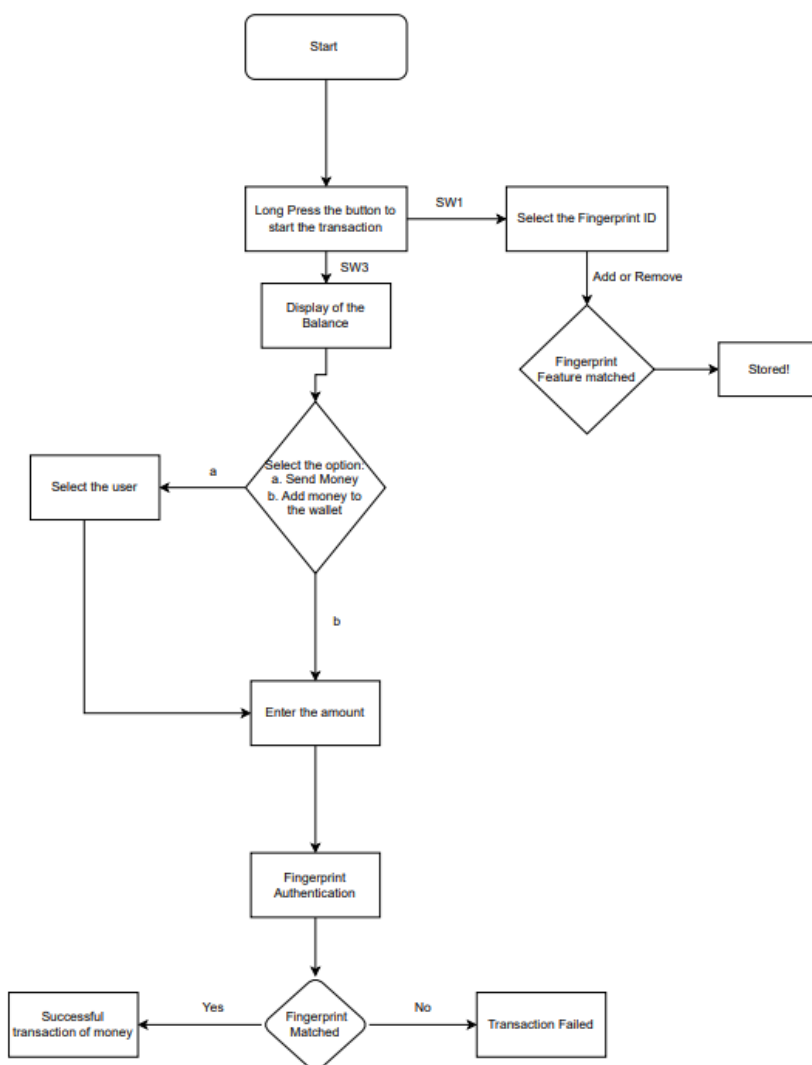 Start
Long Press the button to
start the transaction
SW1
Select the Fingerprint ID
SW3
Add or Remove
Display of the
Balance
Fingerprint
Feature matched
Stored!
Select the option:
a. Send Money
b. Add money to
the wallet
a
Select the user
b
Enter the amount
Fingerprint
Authentication
Yes
No
Successful
transaction of money
Fingerprint
Matched
Transaction Failed